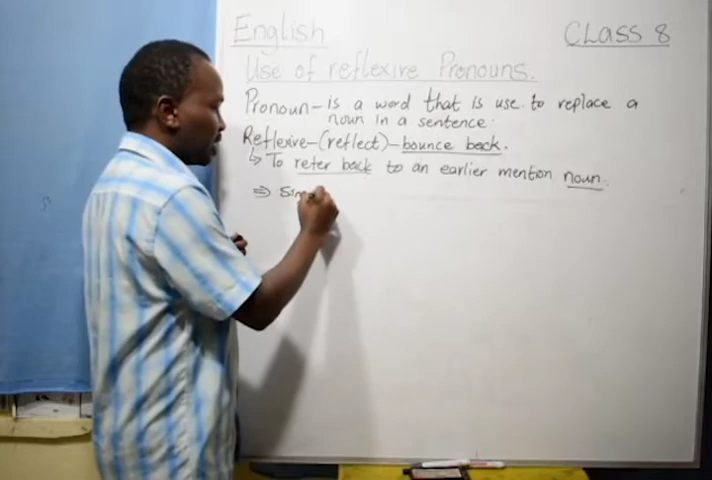 English
CLASS 8
Use of reflexive Pronouns.
Pronoun - is a word that is use to replace a
noun in a sentence.
Reflexive - (reflect) - bounce back.
↳ To refer back to an earlier mention noun.
⇒